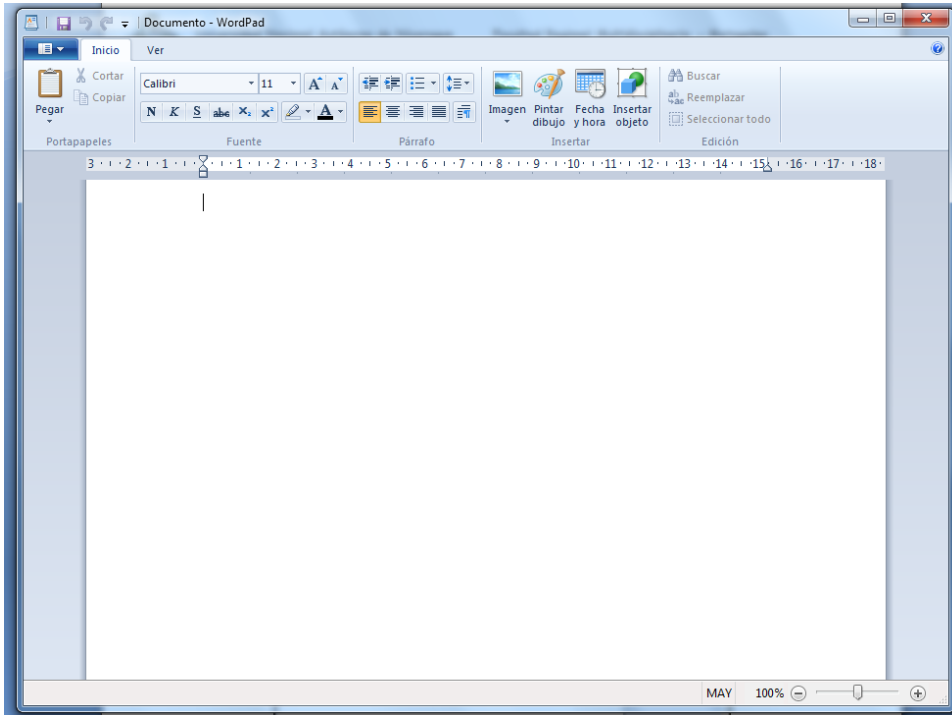 Documento - WordPad
Inicio Ver
Pegar
Cortar
Copiar
Portapapeles
Calibri 11 A A
N K S abc X₂ x² A
Fuente
Párrafo
Imagen
Pintar dibujo
Fecha y hora
Insertar objeto
Insertar
Buscar
Reemplazar
Seleccionar todo
Edición
3 2 1 1 2 3 4 5 6 7 8 9 10 11 12 13 14 15 16 17 18
MAY 100%